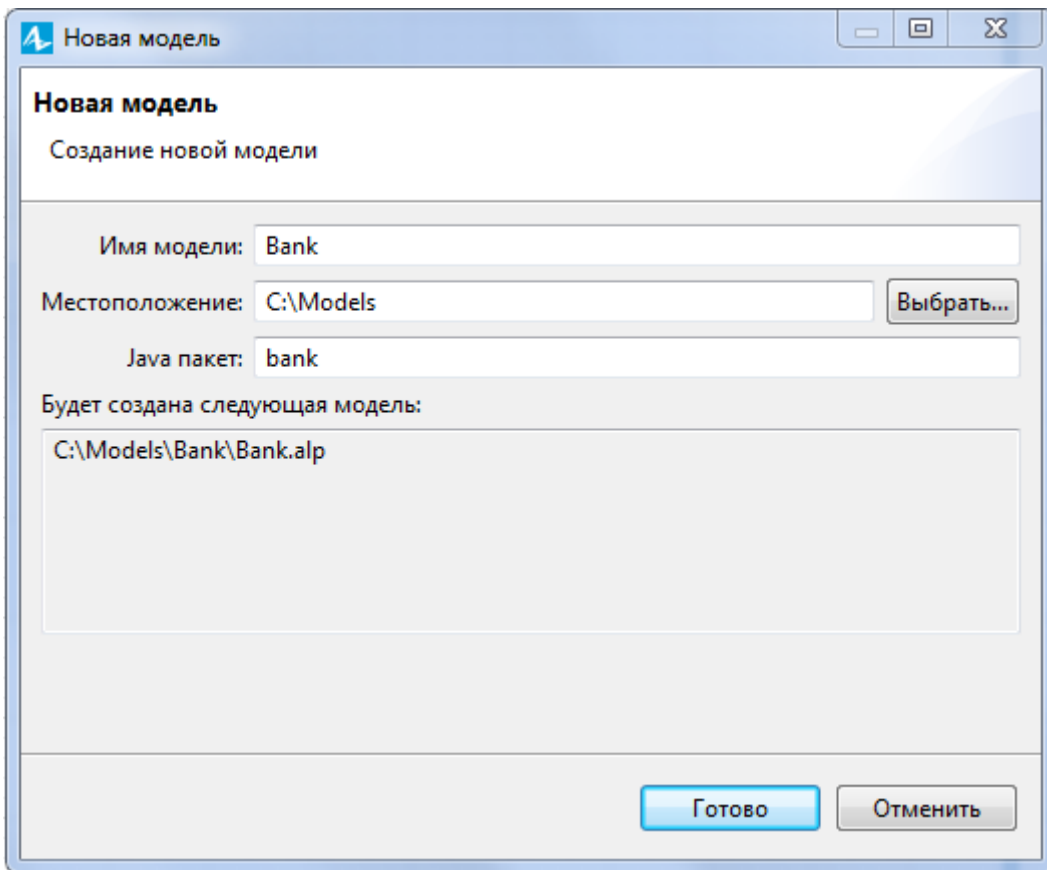 Новая модель
Новая модель
Создание новой модели
Имя модели: Bank
Местоположение: C:\Models Выбрать...
Java пакет: bank
Будет создана следующая модель:
C:\Models\Bank\Bank.alp
Готово Отменить